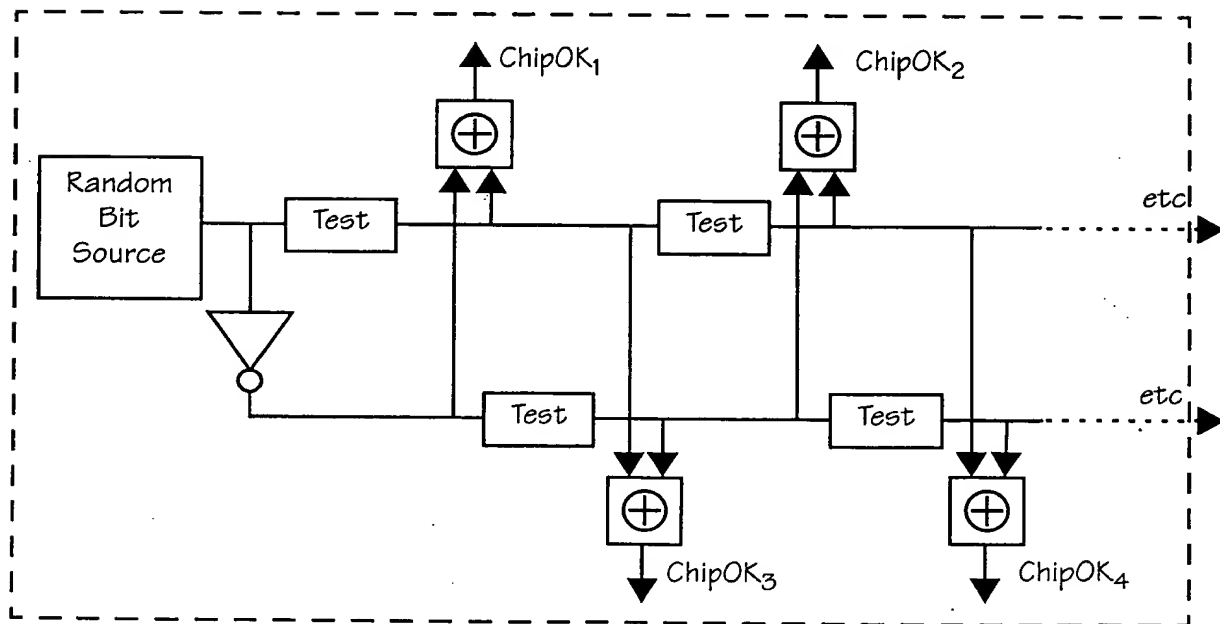 ChipOK₁
ChipOK₂
Random
Bit
Source
Test
Test
etc
Test
Test
etc
ChipOK₃
ChipOK₄